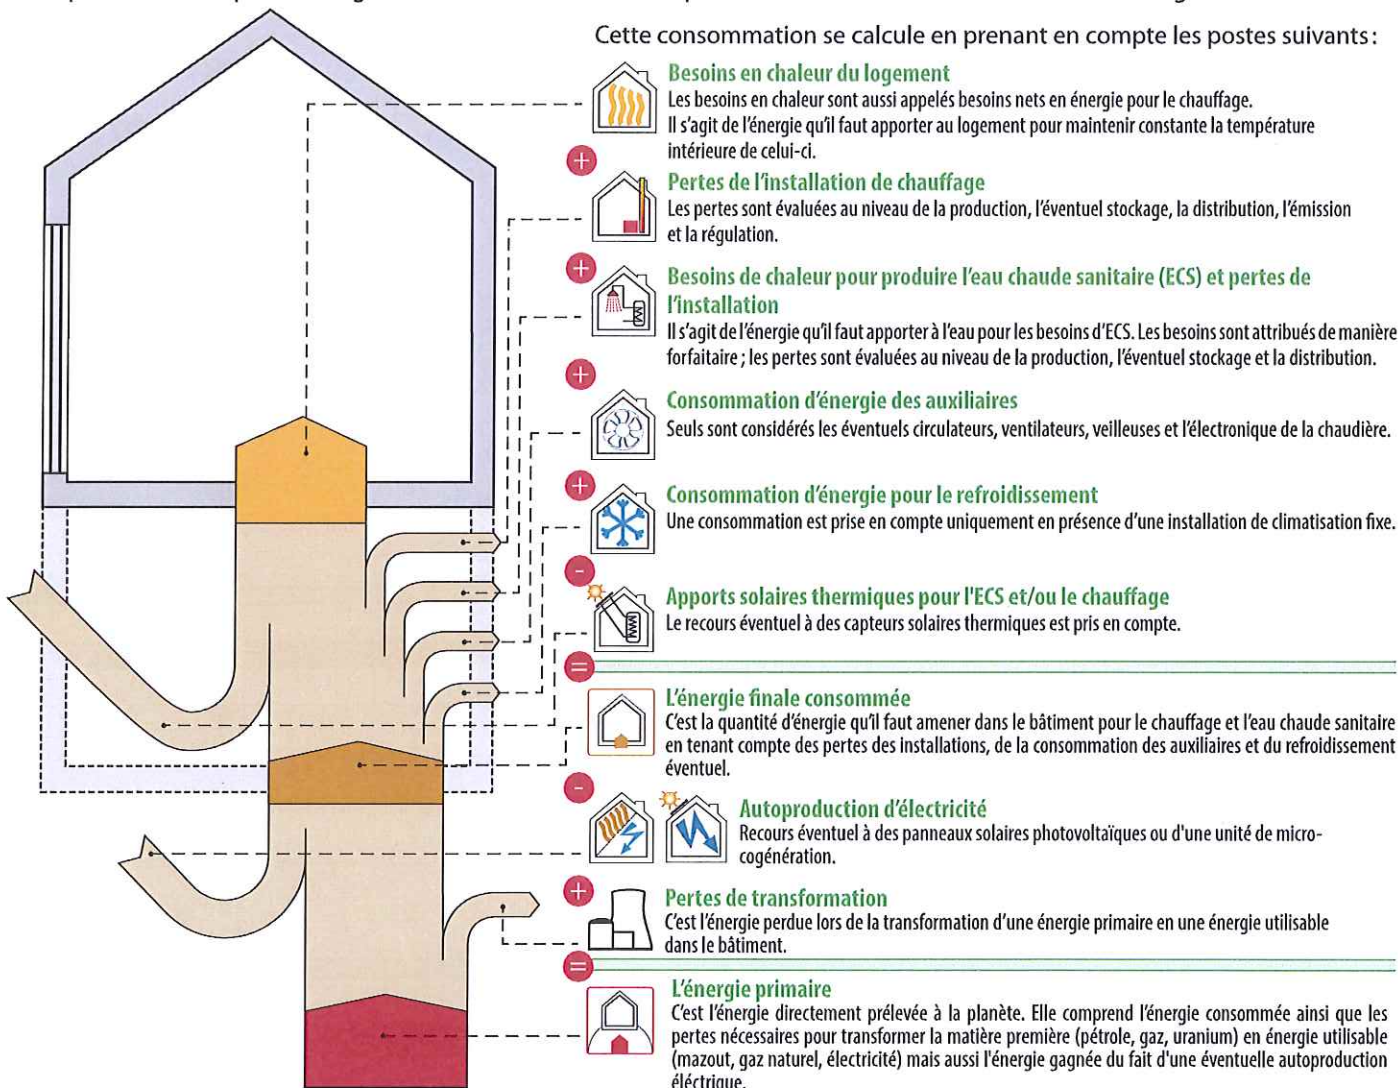 Cette consommation se calcule en prenant en compte les postes suivants :
Besoins en chaleur du logement
Les besoins en chaleur sont aussi appelés besoins nets en énergie pour le chauffage.
Il s'agit de l'énergie qu'il faut apporter au logement pour maintenir constante la température
intérieure de celui-ci.
+
Pertes de l'installation de chauffage
Les pertes sont évaluées au niveau de la production, l'éventuel stockage, la distribution, l'émission
et la régulation.
+
Besoins de chaleur pour produire l'eau chaude sanitaire (ECS) et pertes de
l'installation
Il s'agit de l'énergie qu'il faut apporter à l'eau pour les besoins d'ECS. Les besoins sont attribués de manière
forfaitaire ; les pertes sont évaluées au niveau de la production, l'éventuel stockage et la distribution.
+
Consommation d'énergie des auxiliaires
Seuls sont considérés les éventuels circulateurs, ventilateurs, veilleuses et l'électronique de la chaudière.
+
Consommation d'énergie pour le refroidissement
Une consommation est prise en compte uniquement en présence d'une installation de climatisation fixe.
-
Apports solaires thermiques pour l'ECS et/ou le chauffage
Le recours éventuel à des capteurs solaires thermiques est pris en compte.
=
L'énergie finale consommée
C'est la quantité d'énergie qu'il faut amener dans le bâtiment pour le chauffage et l'eau chaude sanitaire
en tenant compte des pertes des installations, de la consommation des auxiliaires et du refroidissement
éventuel.
-
Autoproduction d'électricité
Recours éventuel à des panneaux solaires photovoltaïques ou d'une unité de micro-
cogénération.
+
Pertes de transformation
C'est l'énergie perdue lors de la transformation d'une énergie primaire en une énergie utilisable
dans le bâtiment.
=
L'énergie primaire
C'est l'énergie directement prélevée à la planète. Elle comprend l'énergie consommée ainsi que les
pertes nécessaires pour transformer la matière première (pétrole, gaz, uranium) en énergie utilisable
(mazout, gaz naturel, électricité) mais aussi l'énergie gagnée du fait d'une éventuelle autoproduction
éléctrique.